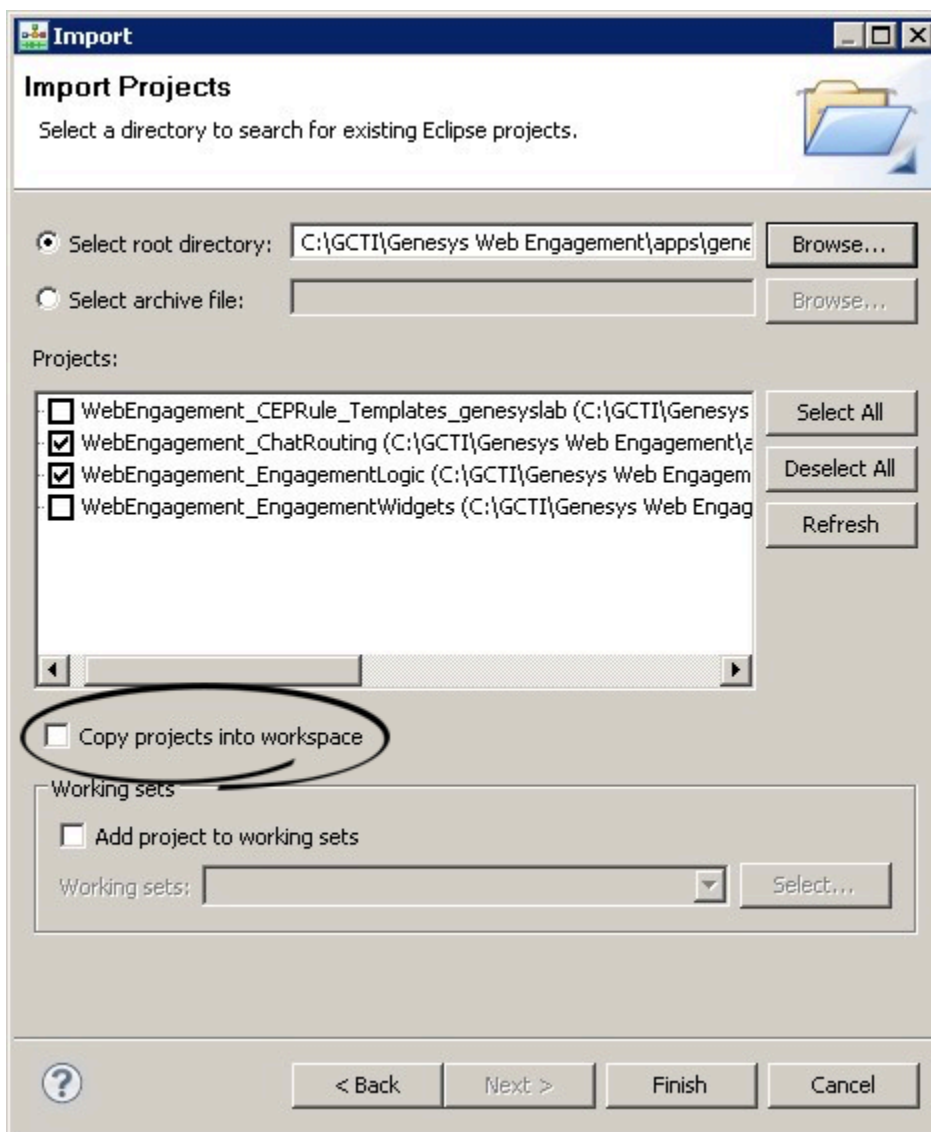 Import
Import Projects
Select a directory to search for existing Eclipse projects.
Select root directory: C:\GCTI\Genesys Web Engagement\apps\gene Browse...
Select archive file: Browse...
Projects:
WebEngagement_CEPRule_Templates_genesyslab (C:\GCTI\Genesys Select All
WebEngagement_ChatRouting (C:\GCTI\Genesys Web Engagement\a
WebEngagement_EngagementLogic (C:\GCTI\Genesys Web Engagem Deselect All
WebEngagement_EngagementWidgets (C:\GCTI\Genesys Web Engag
Refresh
Copy projects into workspace
Working sets
Add project to working sets
Working sets: Select...
? < Back Next > Finish Cancel